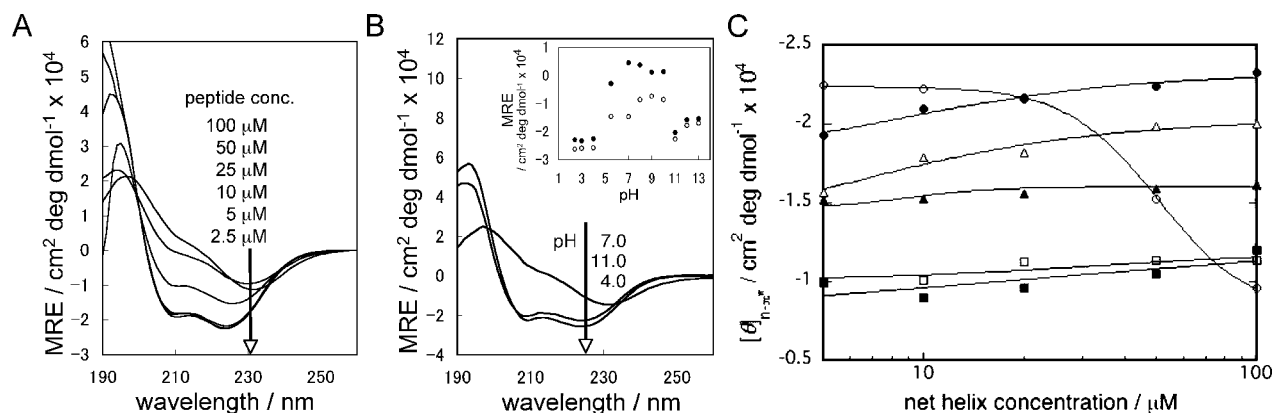 A
MRE / cm² deg dmol⁻¹ x 10⁴
6
5
4
3
2
1
0
−1
−2
−3
190
210
230
250
wavelength / nm
peptide conc.
100 μM
50 μM
25 μM
10 μM
5 μM
2.5 μM
B
MRE / cm² deg dmol⁻¹ x 10⁴
12
10
8
6
4
2
0
−2
−4
190
210
230
250
wavelength / nm
pH
7.0
11.0
4.0
MRE
/ cm² deg dmol⁻¹ x 10⁴
1
0
−1
−2
−3
1
3
5
7
9
11
13
pH
C
[θ]n-π* / cm² deg dmol⁻¹ x 10⁴
-2.5
-2
-1.5
-1
-0.5
10
100
net helix concentration / μM